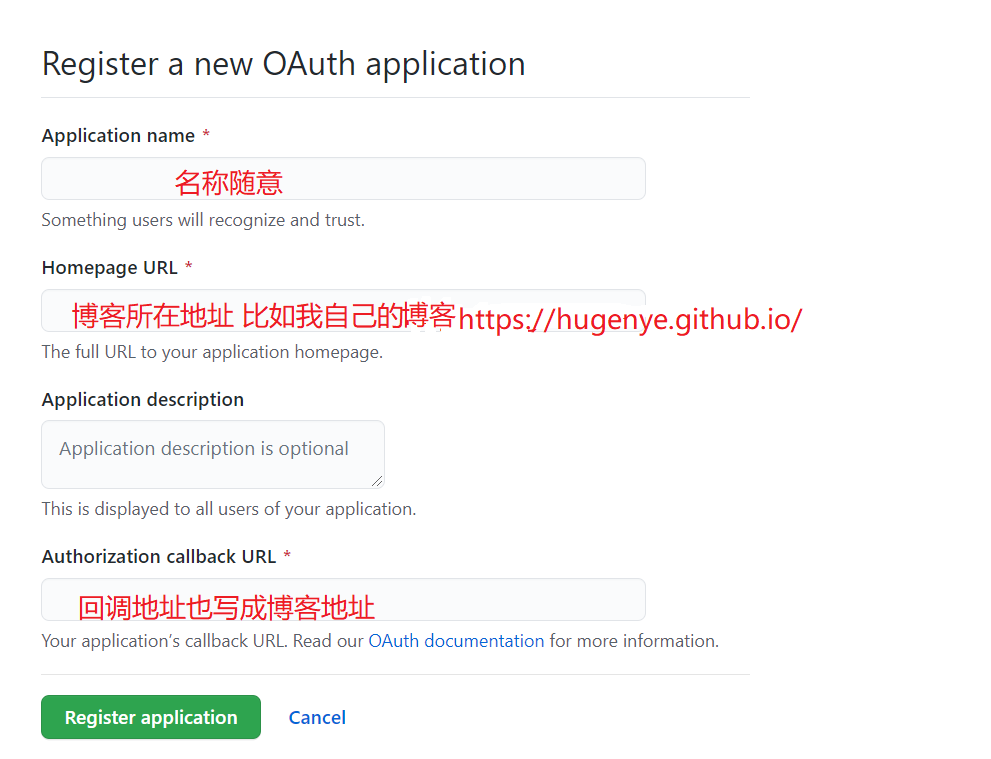 Register a new OAuth application
Application name *
名称随意
Something users will recognize and trust.
Homepage URL *
博客所在地址 比如我自己的博客https://hugenye.github.io/
The full URL to your application homepage.
Application description
Application description is optional
This is displayed to all users of your application.
Authorization callback URL *
回调地址也写成博客地址
Your application’s callback URL. Read our OAuth documentation for more information.
Register application Cancel